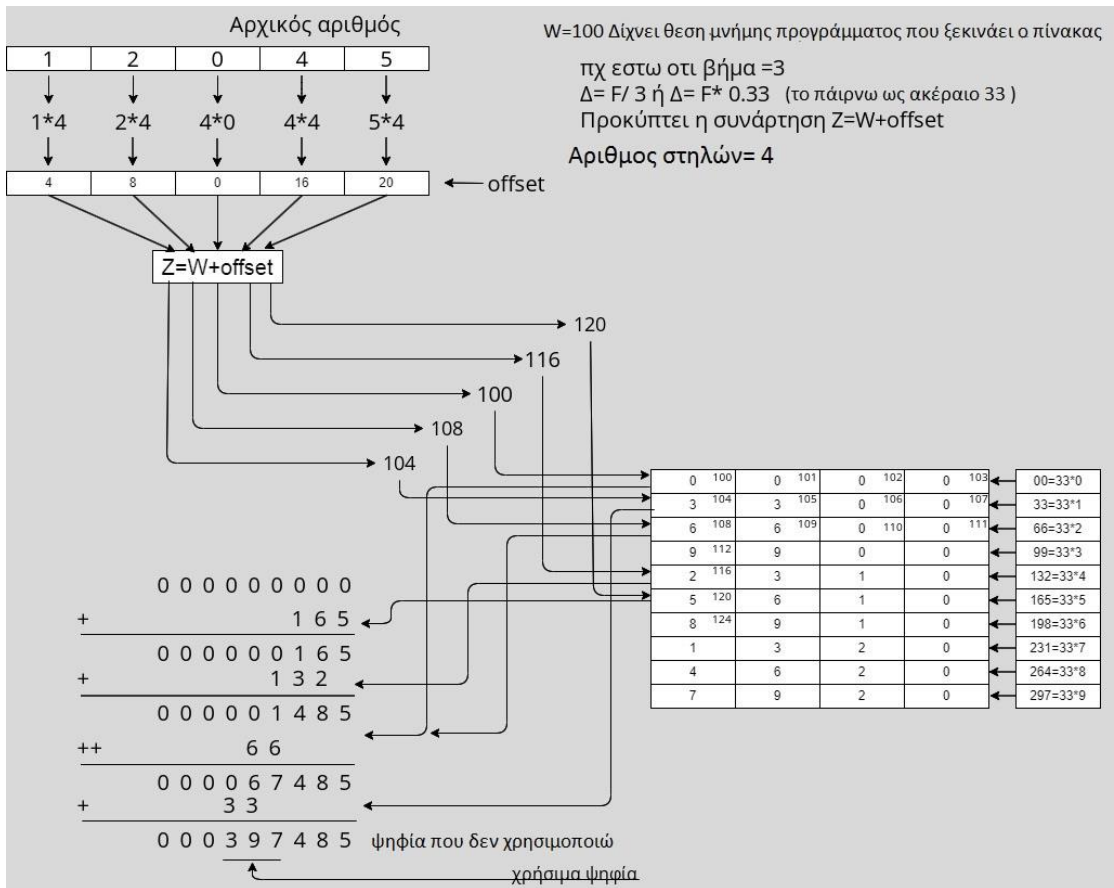 Αρχικός αριθμός
W=100 Δίχνει θεση μνήμης προγράμματος που ξεκινάει ο πίνακας
1 2 0 4 5
πχ εστω οτι βήμα =3
Δ= F/ 3 ή Δ= F* 0.33 (το πάιρνω ως ακέραιο 33 )
1*4 2*4 4*0 4*4 5*4
Προκύπτει η συνάρτηση Z=W+offset
Αριθμος στηλών= 4
4 8 0 16 20
offset
Z=W+offset
120
116
100
108
104
0 100 0 101 0 102 0 103 00=33*0
3 104 3 105 0 106 0 107 33=33*1
6 108 6 109 0 110 0 111 66=33*2
9 112 9 0 0 99=33*3
2 116 3 1 0 132=33*4
5 120 6 1 0 165=33*5
8 124 9 1 0 198=33*6
1 3 2 0 231=33*7
4 6 2 0 264=33*8
7 9 2 0 297=33*9
0 0 0 0 0 0 0 0 0
+ 1 6 5
0 0 0 0 0 0 1 6 5
+ 1 3 2
0 0 0 0 0 1 4 8 5
++ 6 6
0 0 0 0 6 7 4 8 5
+ 3 3
0 0 0 3 9 7 4 8 5 ψηφία που δεν χρησιμοποιώ
χρήσιμα ψηφία